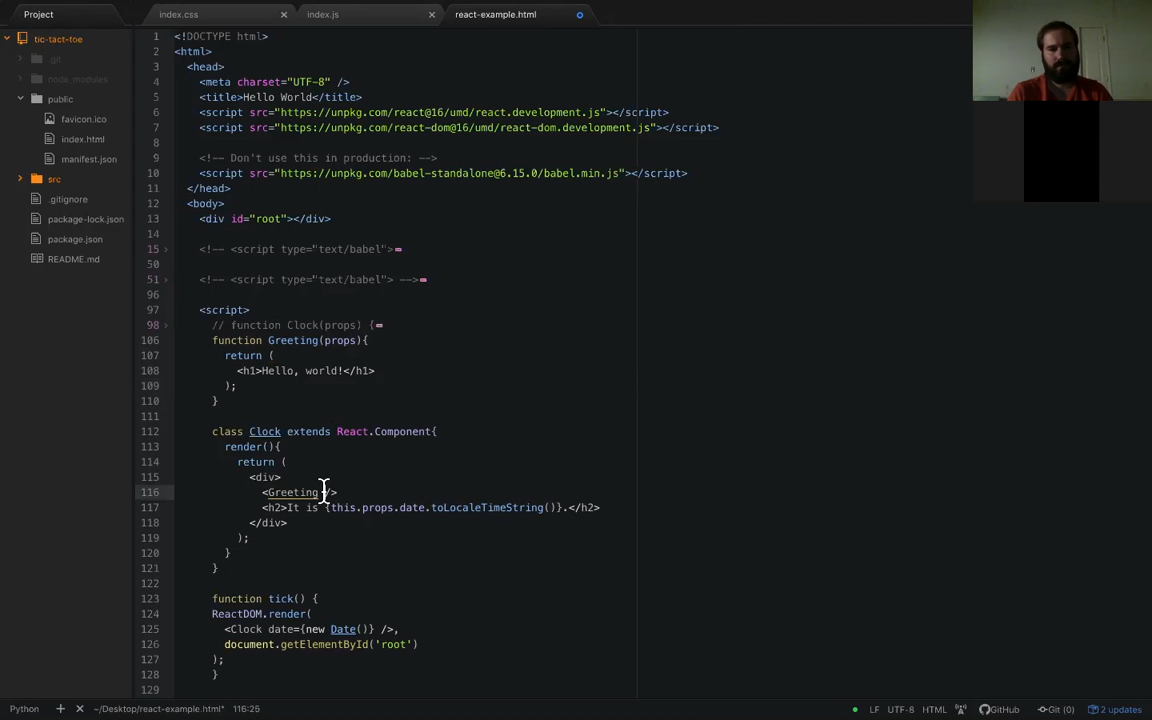 Project
index.css
index.js
react-example.html
tic-tact-toe
.git
node_modules
public
favicon.ico
index.html
manifest.json
src
.gitignore
package-lock.json
package.json
README.md
1 <!DOCTYPE html>
2 <html>
3 <head>
4 <meta charset="UTF-8" />
5 <title>Hello World</title>
6 <script src="https://unpkg.com/react@16/umd/react.development.js"></script>
7 <script src="https://unpkg.com/react-dom@16/umd/react-dom.development.js"></script>
8
9 <!-- Don't use this in production: -->
10 <script src="https://unpkg.com/babel-standalone@6.15.0/babel.min.js"></script>
11 </head>
12 <body>
13 <div id="root"></div>
14
15 <!-- <script type="text/babel">
50
51 <!-- <script type="text/babel"> -->
96
97 <script>
98 // function Clock(props) {
106 function Greeting(props){
107 return (
108 <h1>Hello, world!</h1>
109 );
110 }
111
112 class Clock extends React.Component{
113 render(){
114 return (
115 <div>
116 <Greeting />
117 <h2>It is {this.props.date.toLocaleTimeString()}.</h2>
118 </div>
119 );
120 }
121 }
122
123 function tick() {
124 ReactDOM.render(
125 <Clock date={new Date()} />,
126 document.getElementById('root')
127 );
128 }
129
Python + ✕ ~/Desktop/react-example.html* 116:25 LF UTF-8 HTML GitHub Git (0) 2 updates